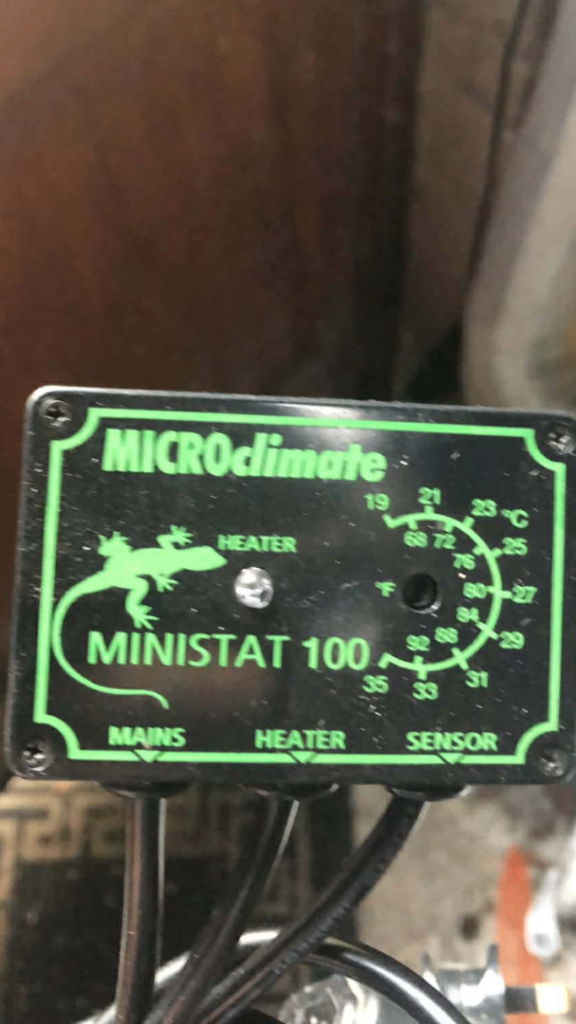 MICROclimate
HEATER
MINISTAT 100
19 21 23 °C
25
27
29
31
33
35
68 72
76
80
84
88
92
°F
MAINS HEATER SENSOR